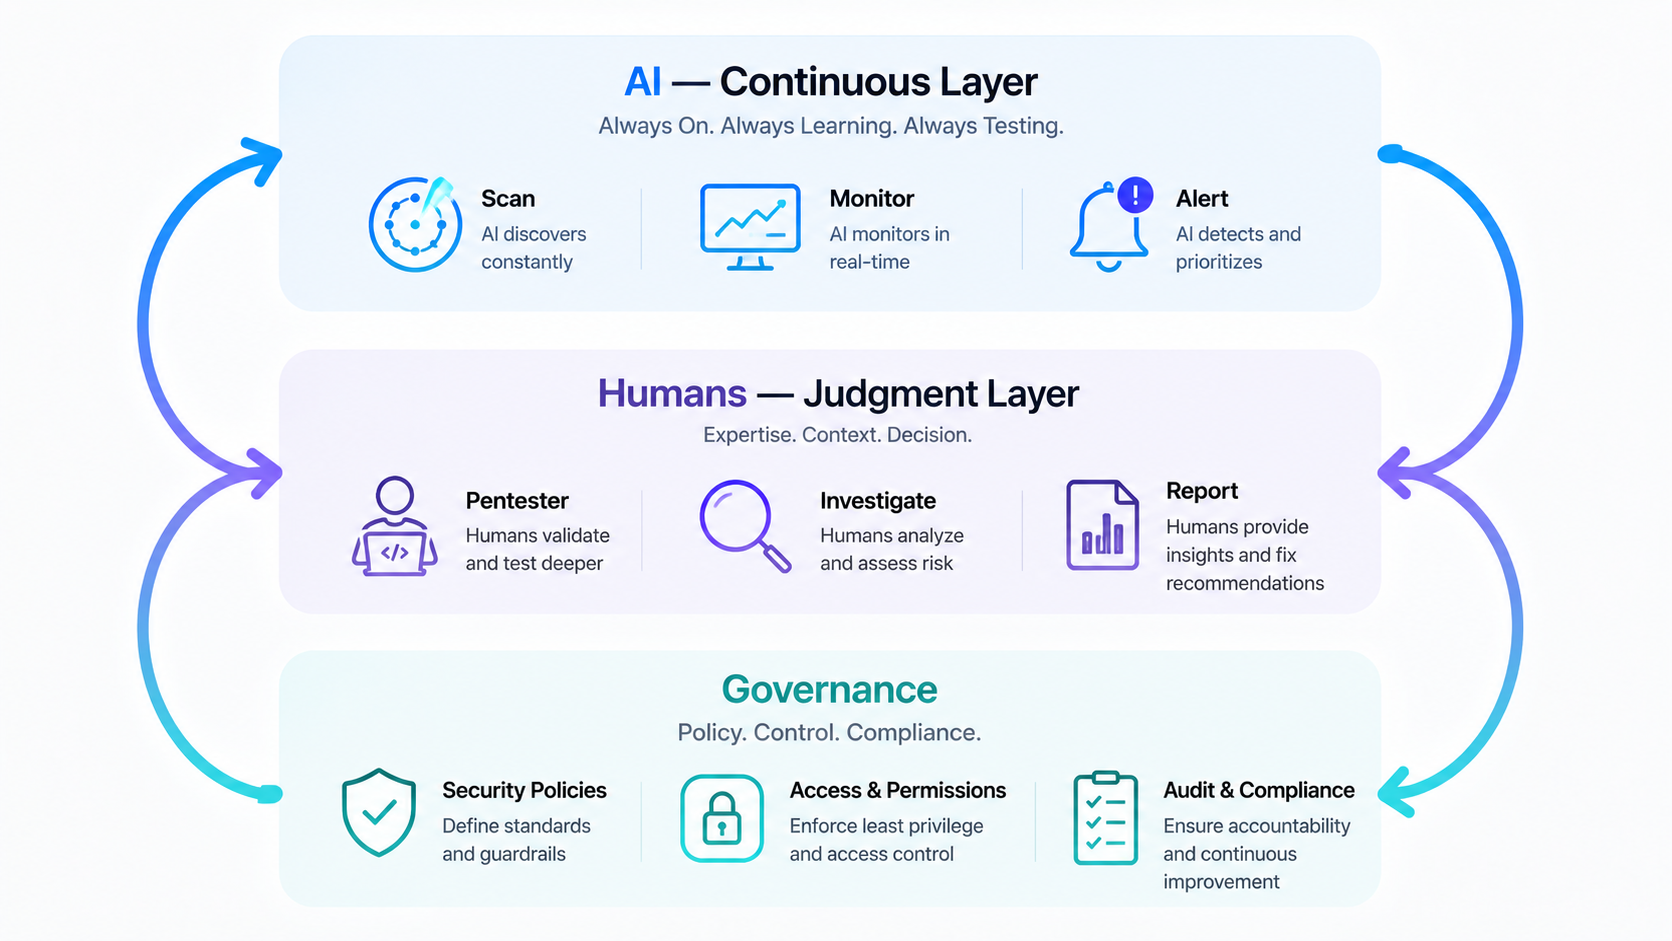 AI — Continuous Layer
Always On. Always Learning. Always Testing.
Scan
AI discovers
constantly
Monitor
AI monitors in
real-time
!
Alert
AI detects and
prioritizes
Humans — Judgment Layer
Expertise. Context. Decision.
</>
Pentester
Humans validate
and test deeper
Investigate
Humans analyze
and assess risk
Report
Humans provide
insights and fix
recommendations
Governance
Policy. Control. Compliance.
Security Policies
Define standards
and guardrails
Access & Permissions
Enforce least privilege
and access control
Audit & Compliance
Ensure accountability
and continuous
improvement